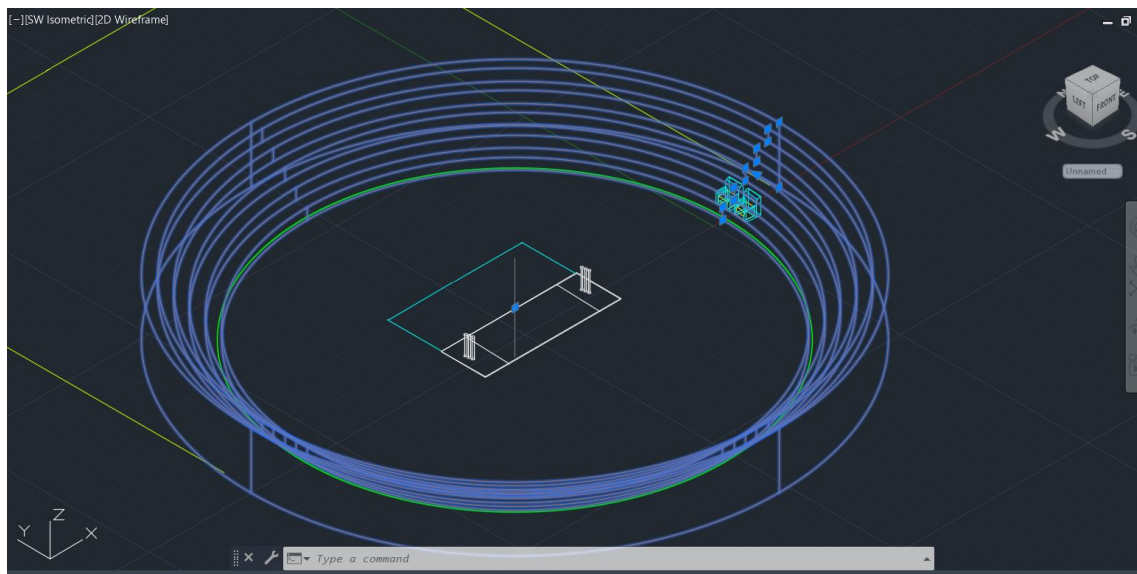 [−][SW Isometric][2D Wireframe]
TOP
LEFT
FRONT
N
E
W
S
Unnamed
Z
Y
X
Type a command